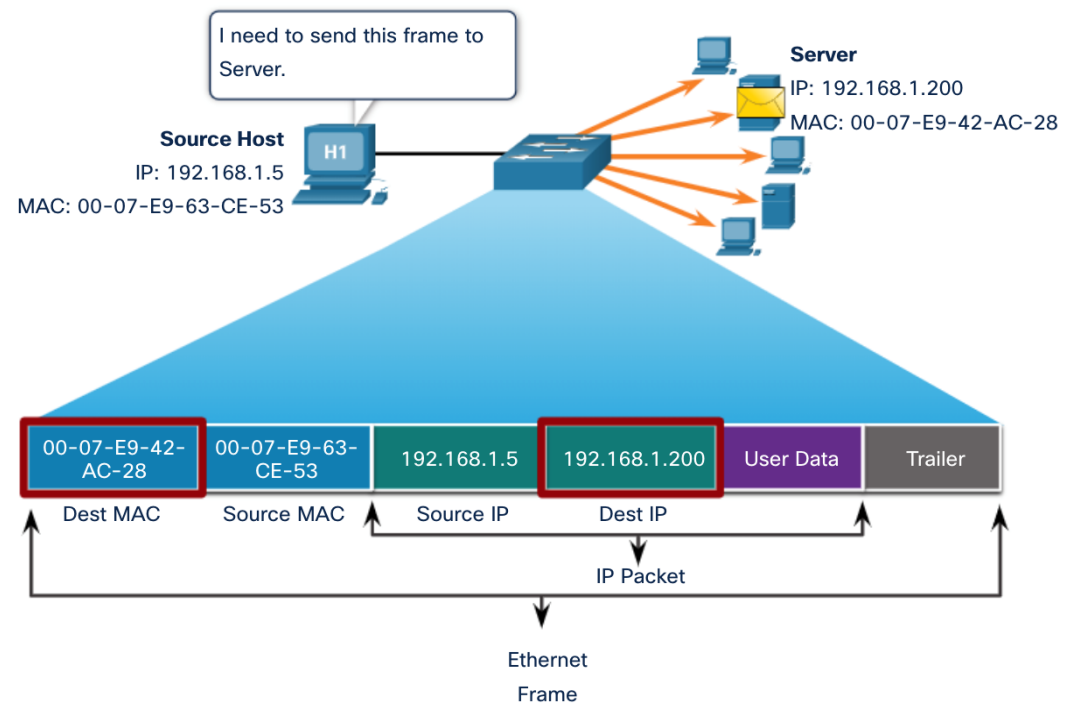 I need to send this frame to
Server.
Server
IP: 192.168.1.200
MAC: 00-07-E9-42-AC-28
Source Host
IP: 192.168.1.5
MAC: 00-07-E9-63-CE-53
H1
00-07-E9-42-
AC-28
00-07-E9-63-
CE-53
192.168.1.5
192.168.1.200
User Data
Trailer
Dest MAC
Source MAC
Source IP
Dest IP
IP Packet
Ethernet
Frame